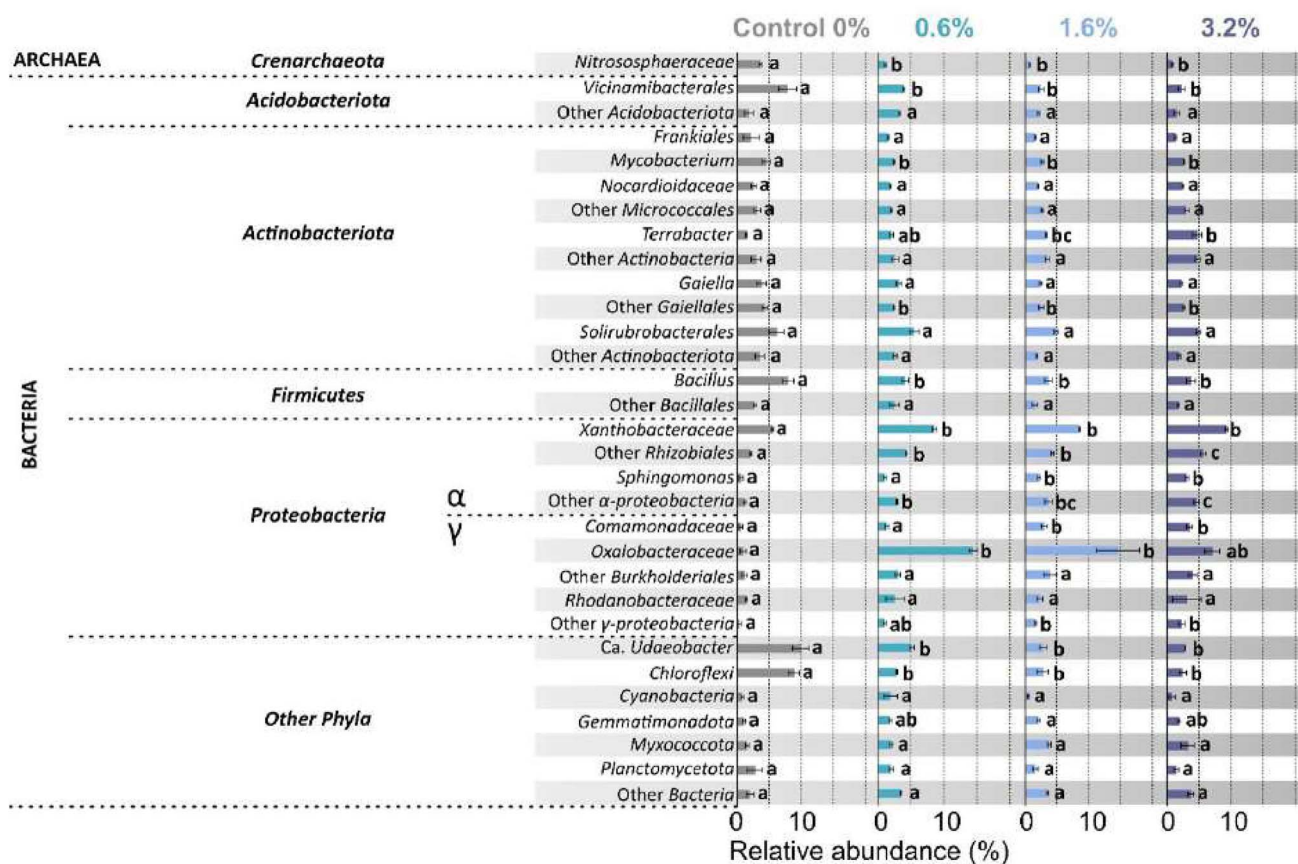 Control 0% 0.6% 1.6% 3.2%
ARCHAEA Crenarchaeota Nitrososphaeraceae a b b b
BACTERIA
Acidobacteriota
Vicinamibacterales a b b b
Other Acidobacteriota a a a a
Actinobacteriota
Frankiales a a a a
Mycobacterium a b b b
Nocardioidaceae a a a a
Other Micrococcales a a a a
Terrabacter a ab bc b
Other Actinobacteria a a a a
Gaiella a a a a
Other Gaiellales a b b b
Solirubrobacterales a a a a
Other Actinobacteriota a a a a
Firmicutes
Bacillus a b b b
Other Bacillales a a a a
Proteobacteria
α
γ
Xanthobacteraceae a b b b
Other Rhizobiales a b b c
Sphingomonas a a b b
Other α-proteobacteria a b bc c
Comamonadaceae a a b b
Oxalobacteraceae a b b ab
Other Burkholderiales a a a a
Rhodanobacteraceae a a a a
Other γ-proteobacteria a ab b b
Other Phyla
Ca. Udaeobacter a b b b
Chloroflexi a b b b
Cyanobacteria a a a a
Gemmatimonadota a ab a ab
Myxococcota a a a a
Planctomycetota a a a a
Other Bacteria a a a a
0 10 0 10 0 10 0 10
Relative abundance (%)